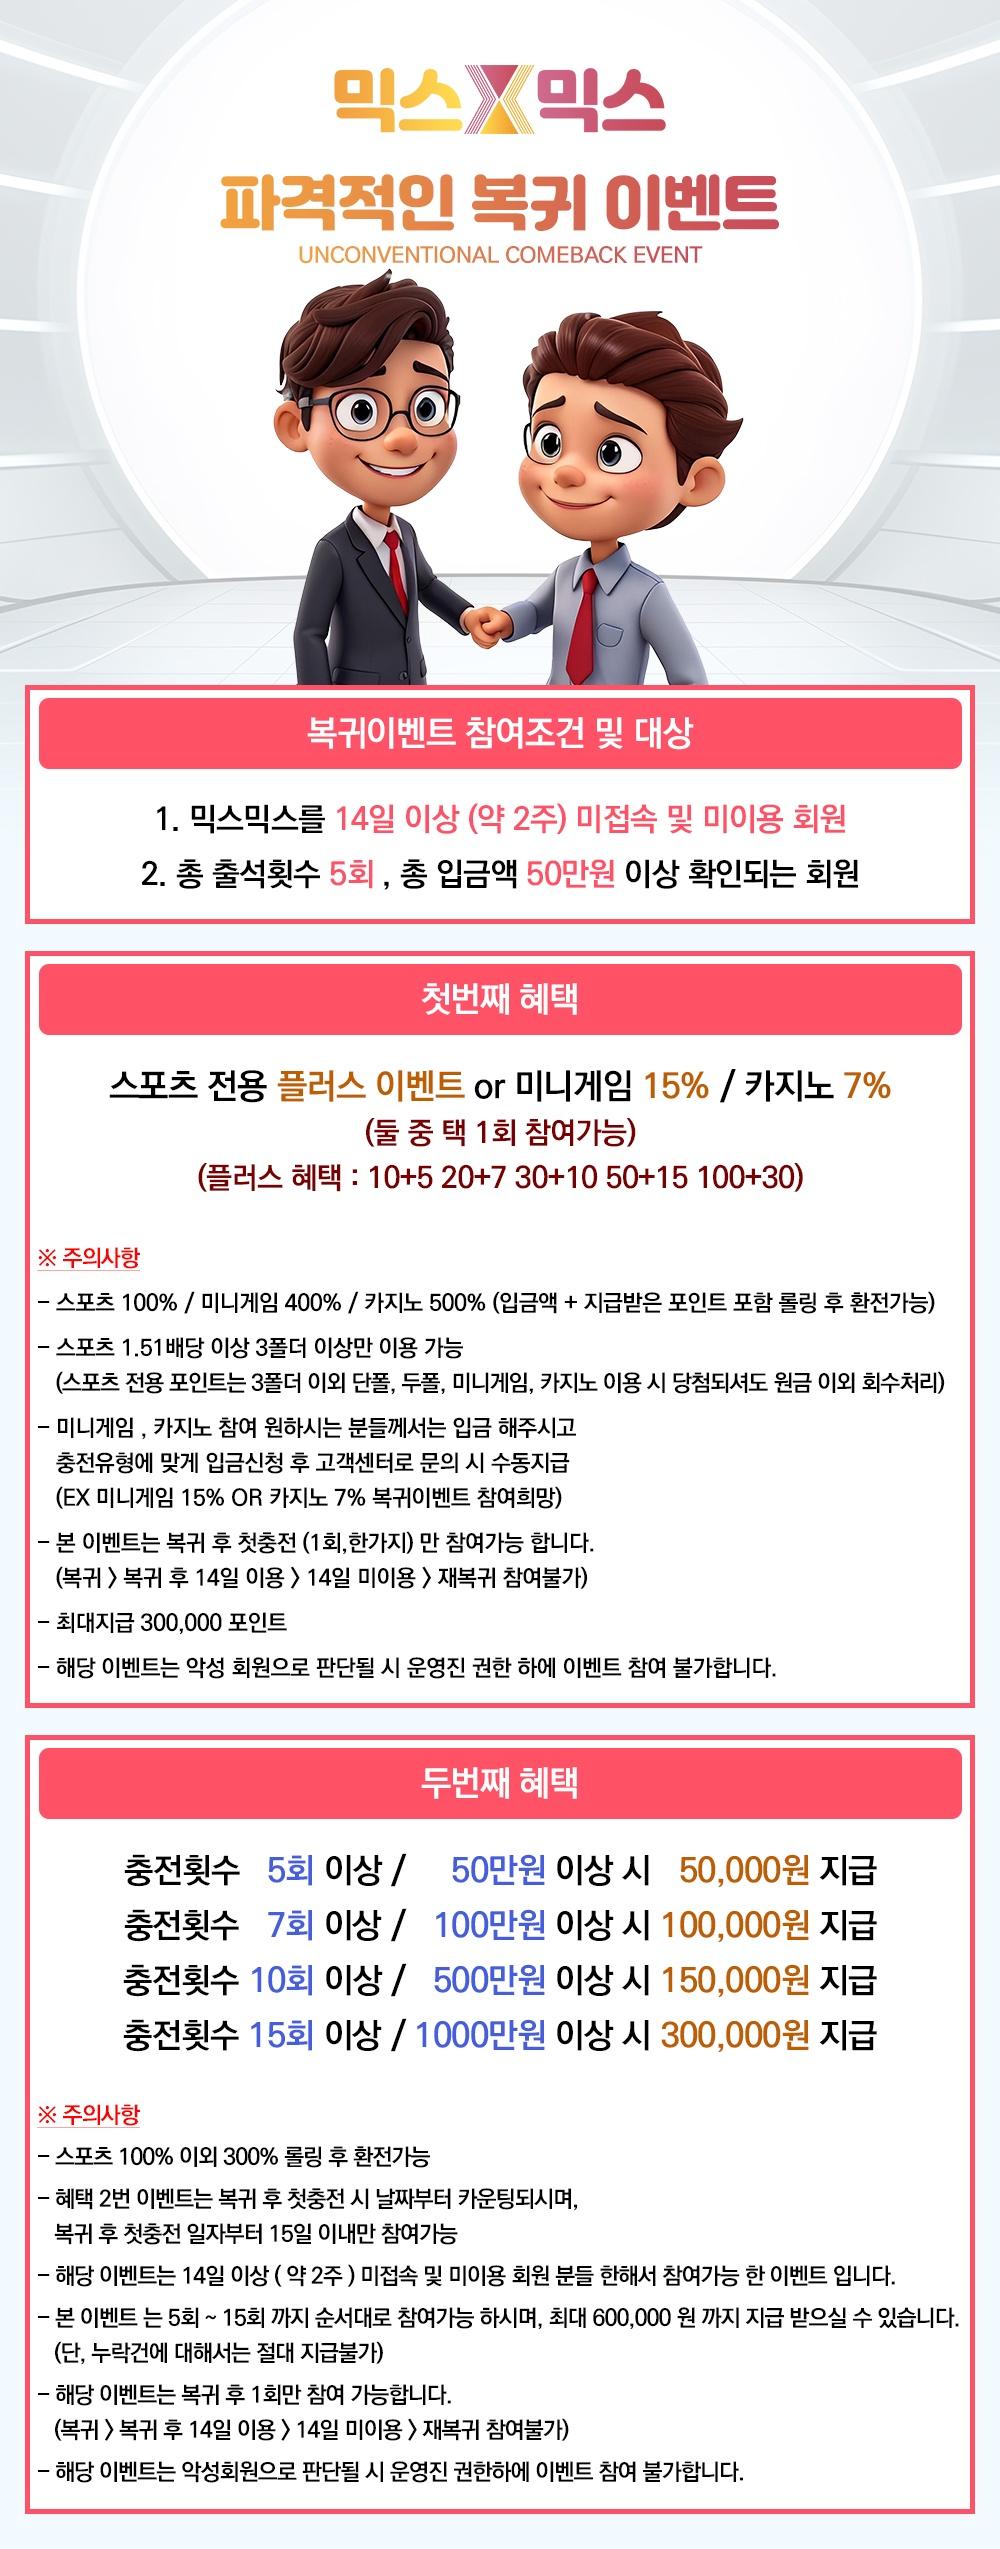 믹스 믹스
파격적인 복귀 이벤트
UNCONVENTIONAL COMEBACK EVENT
복귀이벤트 참여조건 및 대상
1. 믹스믹스를 14일 이상 (약 2주) 미접속 및 미이용 회원
2. 총 출석횟수 5회 , 총 입금액 50만원 이상 확인되는 회원
첫번째 혜택
스포츠 전용 플러스 이벤트 or 미니게임 15% / 카지노 7%
(둘 중 택 1회 참여가능)
(플러스 혜택 : 10+5 20+7 30+10 50+15 100+30)
※ 주의사항
- 스포츠 100% / 미니게임 400% / 카지노 500% (입금액 + 지급받은 포인트 포함 롤링 후 환전가능)
- 스포츠 1.51배당 이상 3폴더 이상만 이용 가능
(스포츠 전용 포인트는 3폴더 이외 단폴, 두폴, 미니게임, 카지노 이용 시 당첨되셔도 원금 이외 회수처리)
- 미니게임 , 카지노 참여 원하시는 분들께서는 입금 해주시고
충전유형에 맞게 입금신청 후 고객센터로 문의 시 수동지급
(EX 미니게임 15% OR 카지노 7% 복귀이벤트 참여희망)
- 본 이벤트는 복귀 후 첫충전 (1회,한가지) 만 참여가능 합니다.
(복귀 > 복귀 후 14일 이용 > 14일 미이용 > 재복귀 참여불가)
- 최대지급 300,000 포인트
- 해당 이벤트는 악성 회원으로 판단될 시 운영진 권한 하에 이벤트 참여 불가합니다.
두번째 혜택
충전횟수 5회 이상 / 50만원 이상 시 50,000원 지급
충전횟수 7회 이상 / 100만원 이상 시 100,000원 지급
충전횟수 10회 이상 / 500만원 이상 시 150,000원 지급
충전횟수 15회 이상 / 1000만원 이상 시 300,000원 지급
※ 주의사항
- 스포츠 100% 이외 300% 롤링 후 환전가능
- 혜택 2번 이벤트는 복귀 후 첫충전 시 날짜부터 카운팅되시며,
복귀 후 첫충전 일자부터 15일 이내만 참여가능
- 해당 이벤트는 14일 이상 ( 약 2주 ) 미접속 및 미이용 회원 분들 한해서 참여가능 한 이벤트 입니다.
- 본 이벤트 는 5회 ~ 15회 까지 순서대로 참여가능 하시며, 최대 600,000 원 까지 지급 받으실 수 있습니다.
(단, 누락건에 대해서는 절대 지급불가)
- 해당 이벤트는 복귀 후 1회만 참여 가능합니다.
(복귀 > 복귀 후 14일 이용 > 14일 미이용 > 재복귀 참여불가)
- 해당 이벤트는 악성회원으로 판단될 시 운영진 권한하에 이벤트 참여 불가합니다.